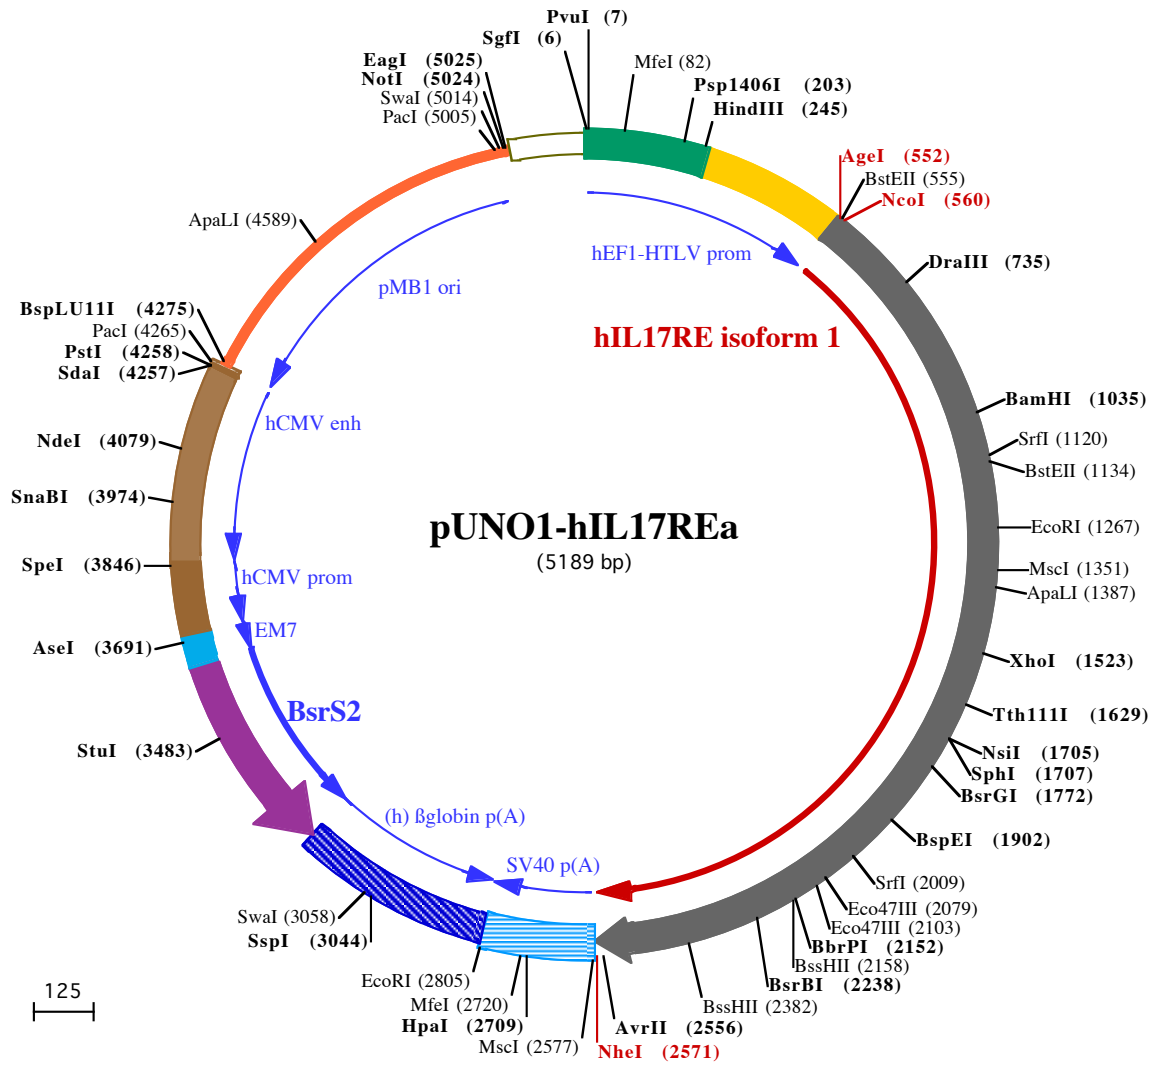 PvuI (7)
SgfI (6)
MfeI (82)
Psp1406I (203)
HindIII (245)
EagI (5025)
NotI (5024)
SwaI (5014)
PacI (5005)
AgeI (552)
BstEII (555)
NcoI (560)
ApaLI (4589)
hEF1-HTLV prom
DraIII (735)
pMB1 ori
BspLU11I (4275)
PacI (4265)
PstI (4258)
SdaI (4257)
hIL17RE isoform 1
BamHI (1035)
hCMV enh
NdeI (4079)
SrfI (1120)
BstEII (1134)
SnaBI (3974)
pUNO1-hIL17REa
(5189 bp)
EcoRI (1267)
SpeI (3846)
hCMV prom
MscI (1351)
ApaLI (1387)
EM7
AseI (3691)
XhoI (1523)
BsrS2
Tth111I (1629)
StuI (3483)
NsiI (1705)
SphI (1707)
BsrGI (1772)
(h) ßglobin p(A)
BspEI (1902)
SV40 p(A)
SrfI (2009)
Eco47III (2079)
Eco47III (2103)
SwaI (3058)
SspI (3044)
BbrPI (2152)
BssHII (2158)
BsrBI (2238)
EcoRI (2805)
MfeI (2720)
BssHII (2382)
HpaI (2709)
AvrII (2556)
MscI (2577)
NheI (2571)
125